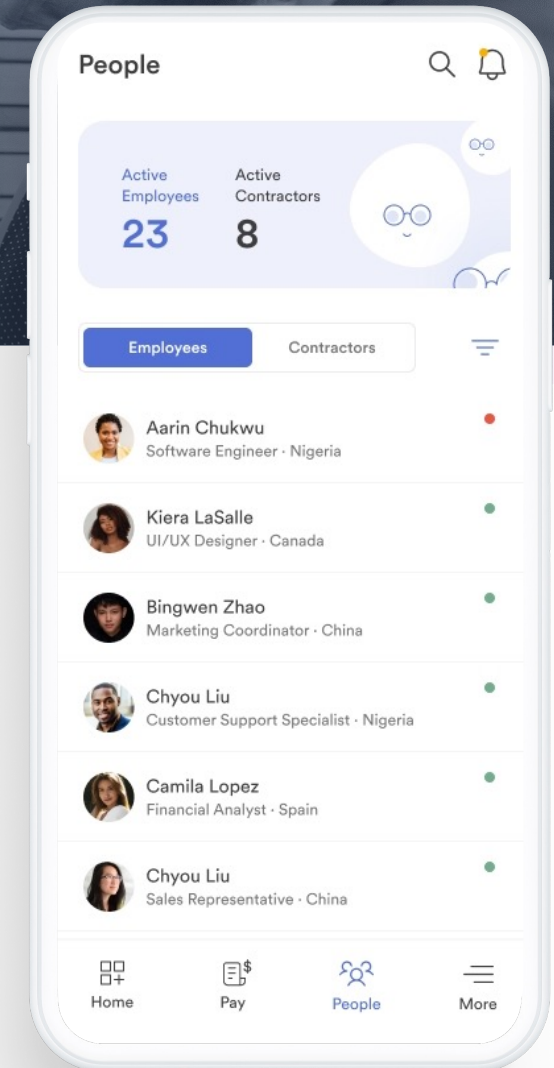 People
Active
Employees
23
Active
Contractors
8
Employees
Contractors
Aarin Chukwu
Software Engineer · Nigeria
Kiera LaSalle
UI/UX Designer · Canada
Bingwen Zhao
Marketing Coordinator · China
Chyou Liu
Customer Support Specialist · Nigeria
Camila Lopez
Financial Analyst · Spain
Chyou Liu
Sales Representative · China
$
Home
Pay
People
More